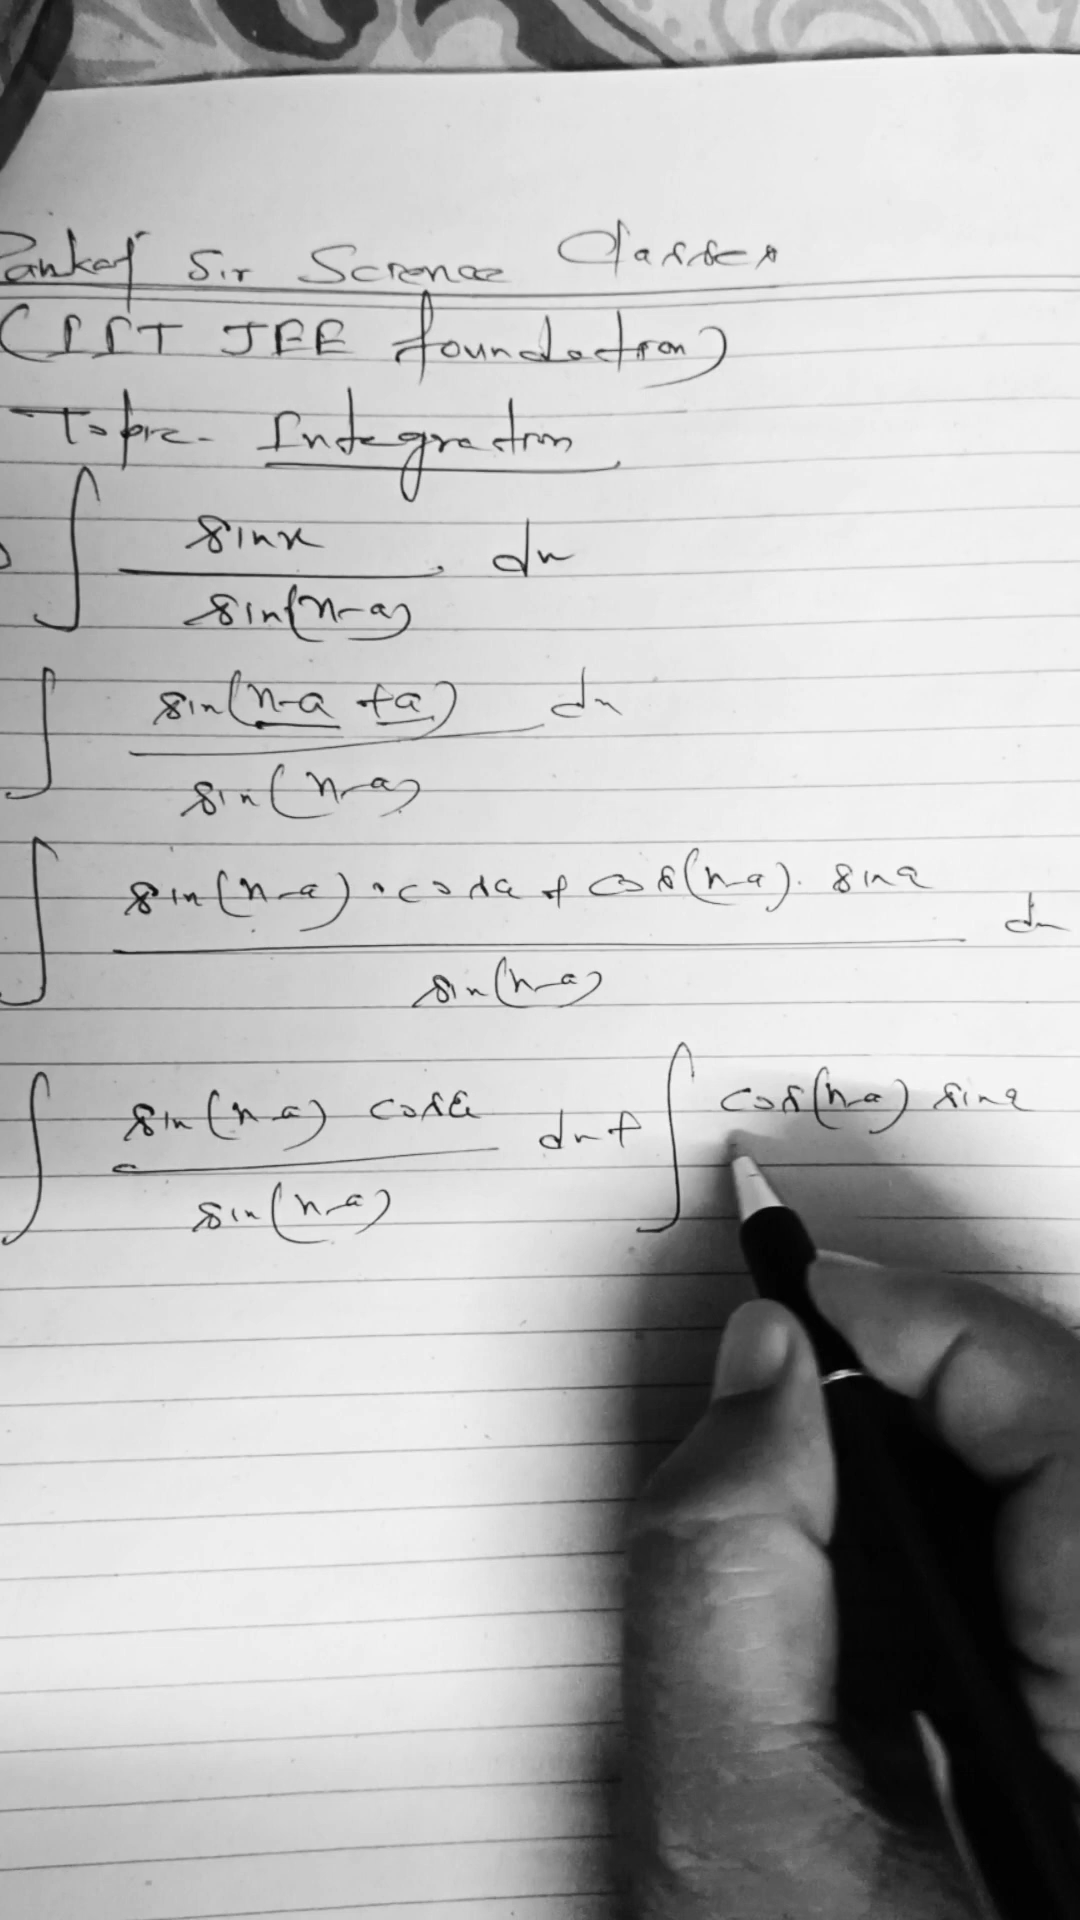 Pankaj Sir Science Classes
(IIT JEE foundation)
Topic- Integration
∫ sinx / sin(x-a) dx
∫ sin(x-a +a) / sin(x-a) dx
∫ sin(x-a) · cosa + cos(x-a) · sina / sin(x-a) dx
∫ sin(x-a) cosa / sin(x-a) dx + ∫ cos(x-a) sina